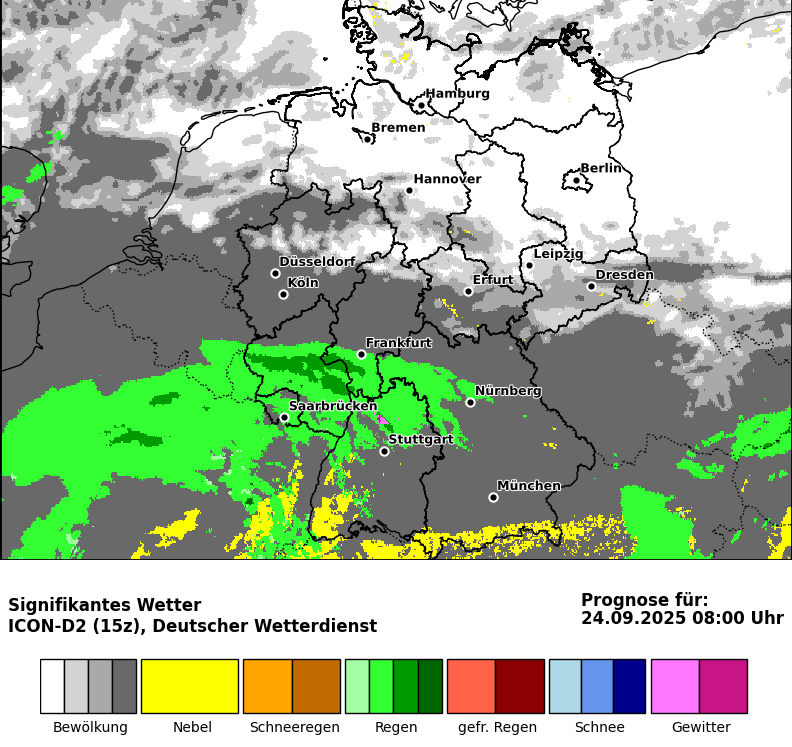 Hamburg
Bremen
Hannover
Berlin
Düsseldorf
Köln
Leipzig
Erfurt
Dresden
Frankfurt
Nürnberg
Saarbrücken
Stuttgart
München
Signifikantes Wetter
ICON-D2 (15z), Deutscher Wetterdienst
Prognose für:
24.09.2025 08:00 Uhr
Bewölkung
Nebel
Schneeregen
Regen
gefr. Regen
Schnee
Gewitter